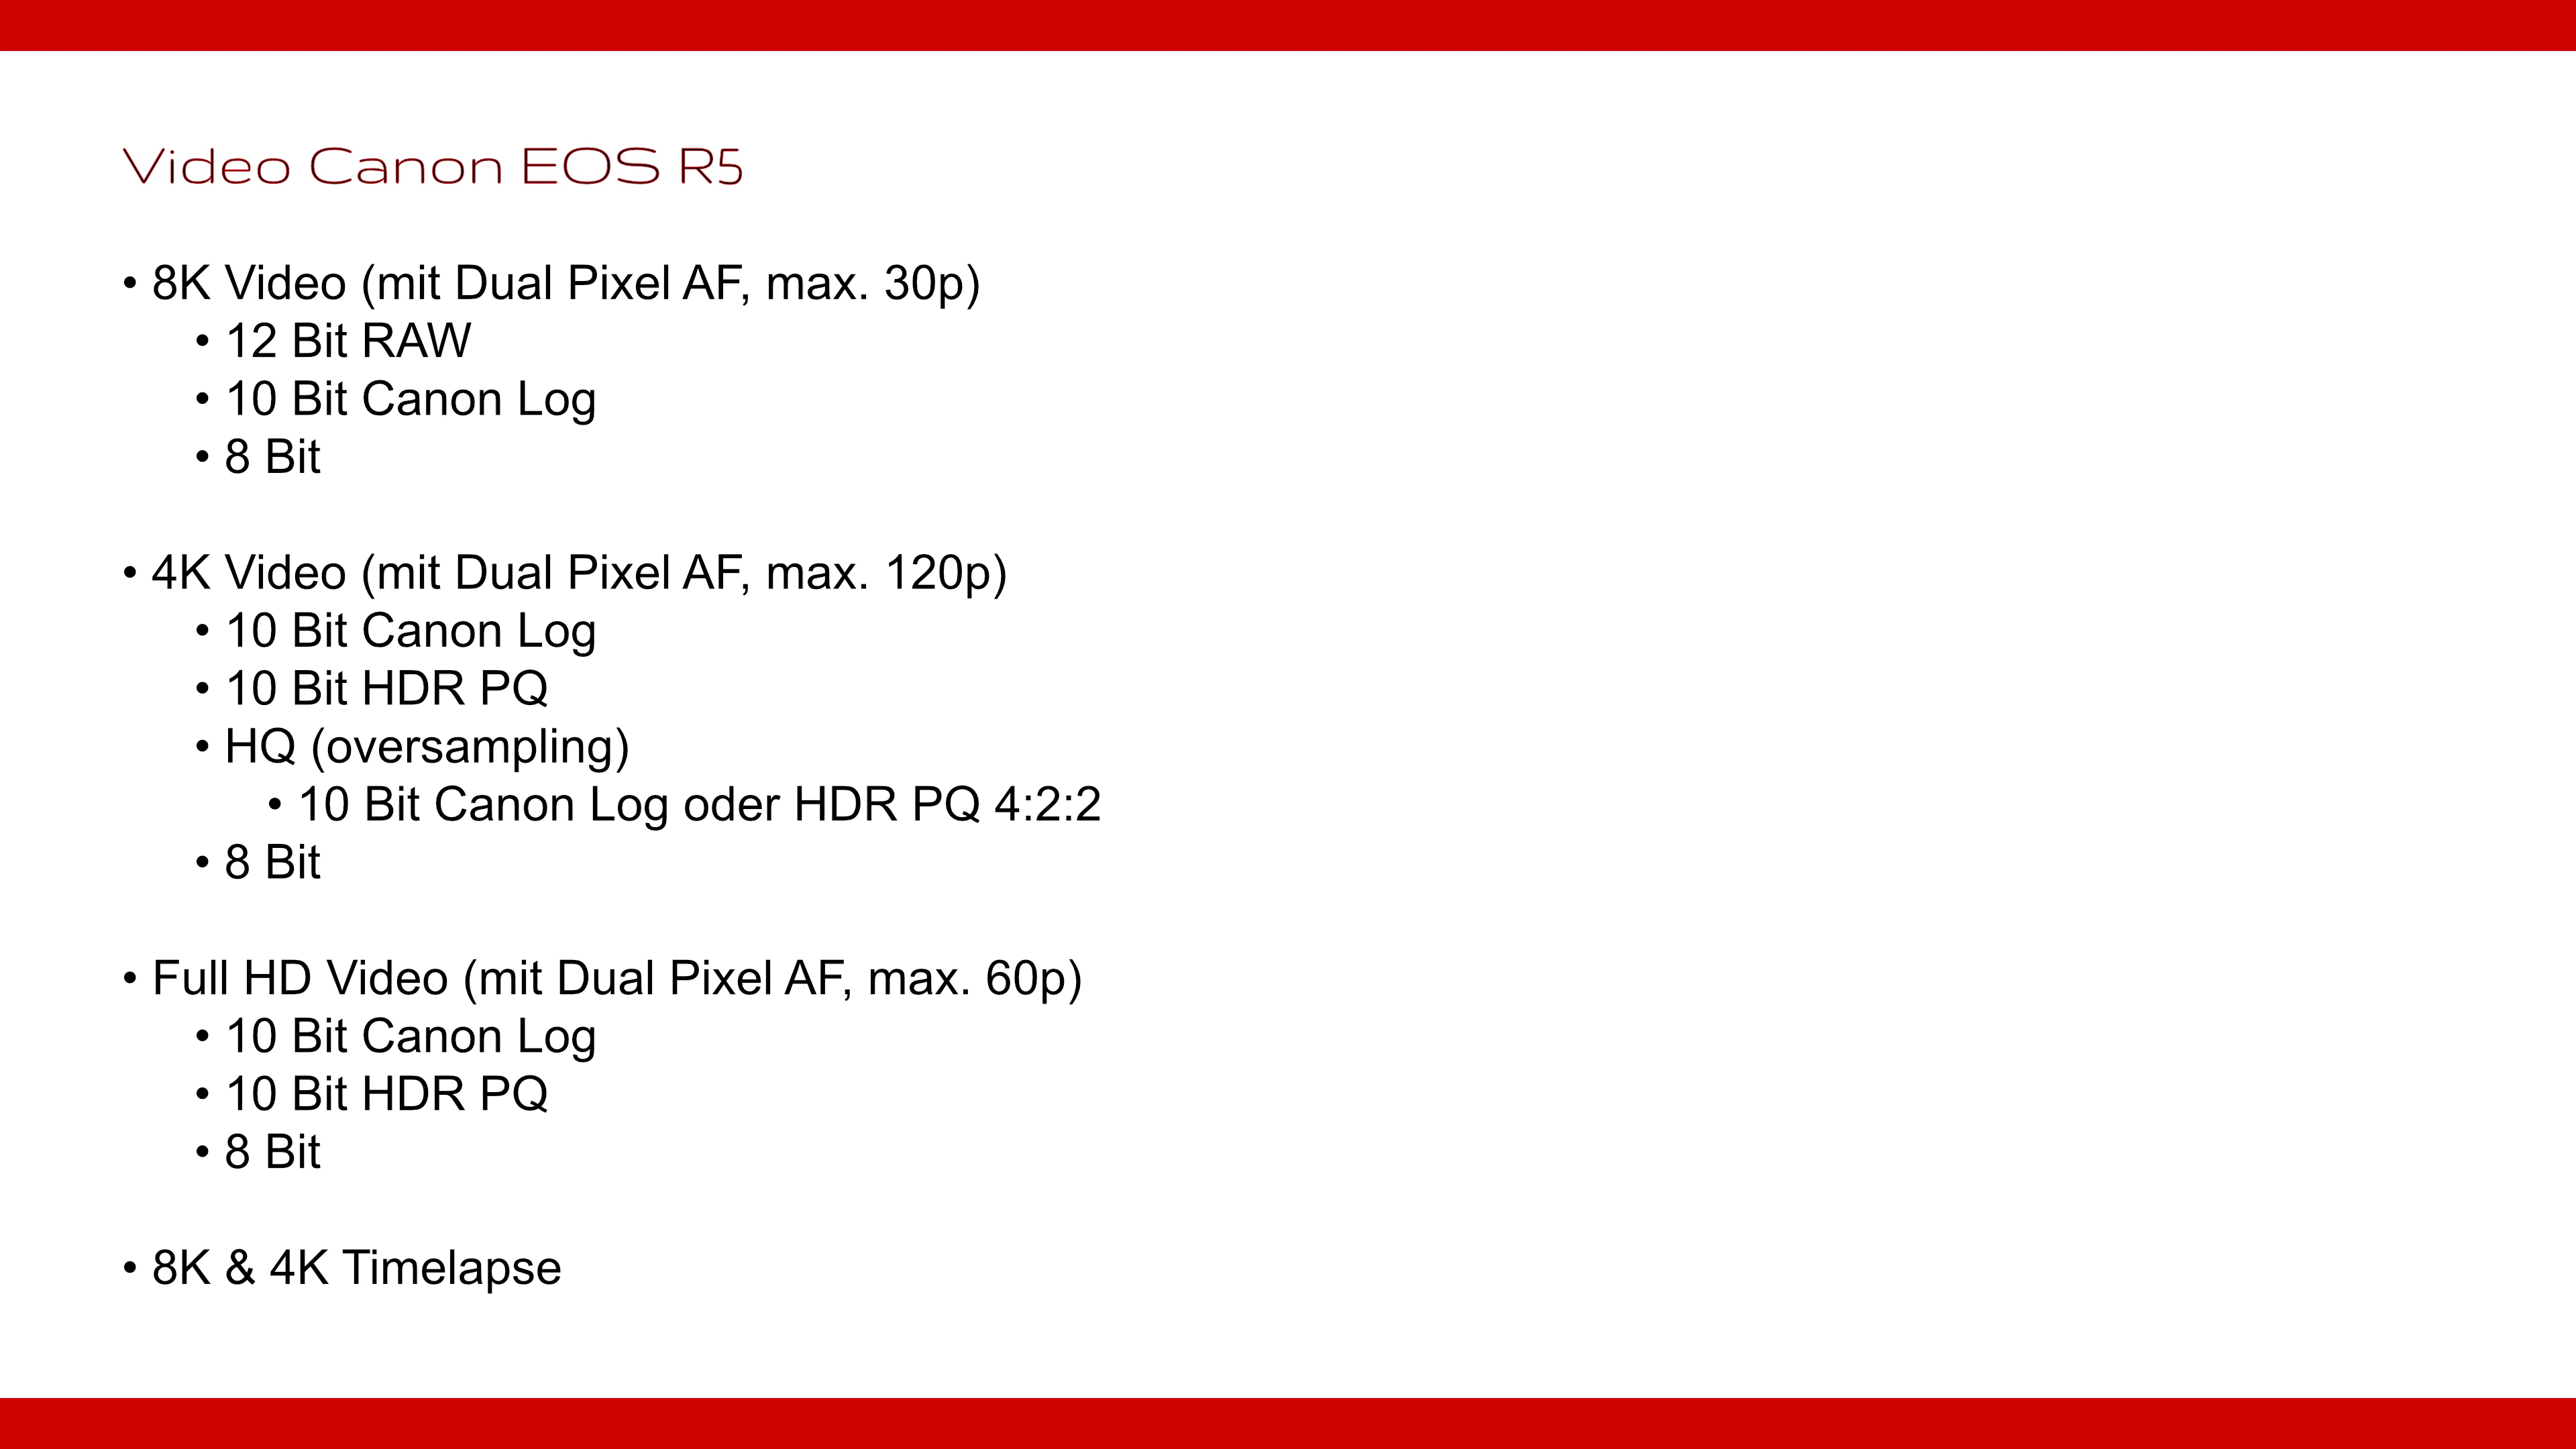 Video Canon EOS R5
• 8K Video (mit Dual Pixel AF, max. 30p)
• 12 Bit RAW
• 10 Bit Canon Log
• 8 Bit
• 4K Video (mit Dual Pixel AF, max. 120p)
• 10 Bit Canon Log
• 10 Bit HDR PQ
• HQ (oversampling)
• 10 Bit Canon Log oder HDR PQ 4:2:2
• 8 Bit
• Full HD Video (mit Dual Pixel AF, max. 60p)
• 10 Bit Canon Log
• 10 Bit HDR PQ
• 8 Bit
• 8K & 4K Timelapse